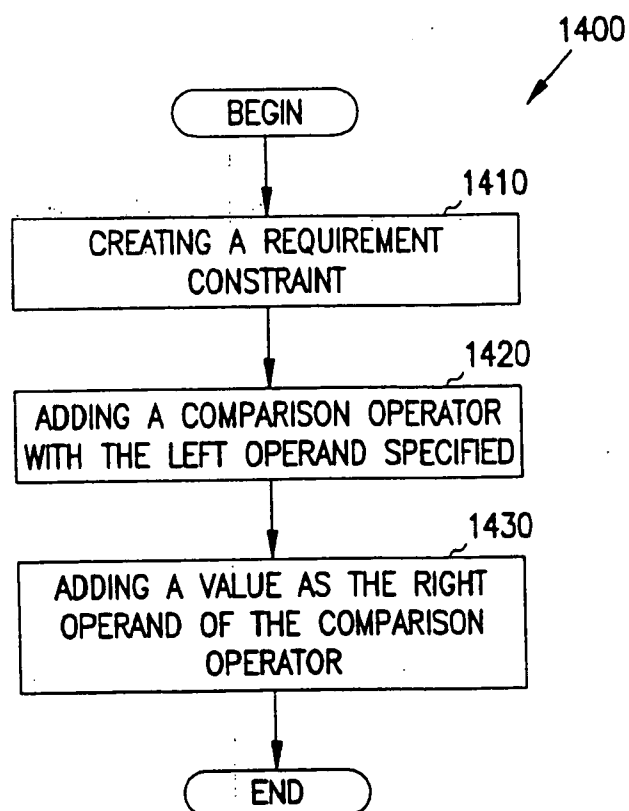 1400
BEGIN
1410
CREATING A REQUIREMENT
CONSTRAINT
1420
ADDING A COMPARISON OPERATOR
WITH THE LEFT OPERAND SPECIFIED
1430
ADDING A VALUE AS THE RIGHT
OPERAND OF THE COMPARISON
OPERATOR
END